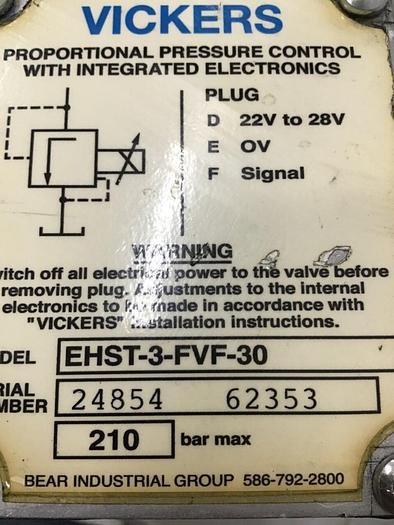 VICKERS
PROPORTIONAL PRESSURE CONTROL
WITH INTEGRATED ELECTRONICS
PLUG
D 22V to 28V
E OV
F Signal
WARNING
witch off all electrical power to the valve before
removing plug. Adjustments to the internal
electronics to be made in accordance with
"VICKERS" installation instructions.
DEL EHST-3-FVF-30
RIAL
MBER 24854 62353
210 bar max
BEAR INDUSTRIAL GROUP 586-792-2800